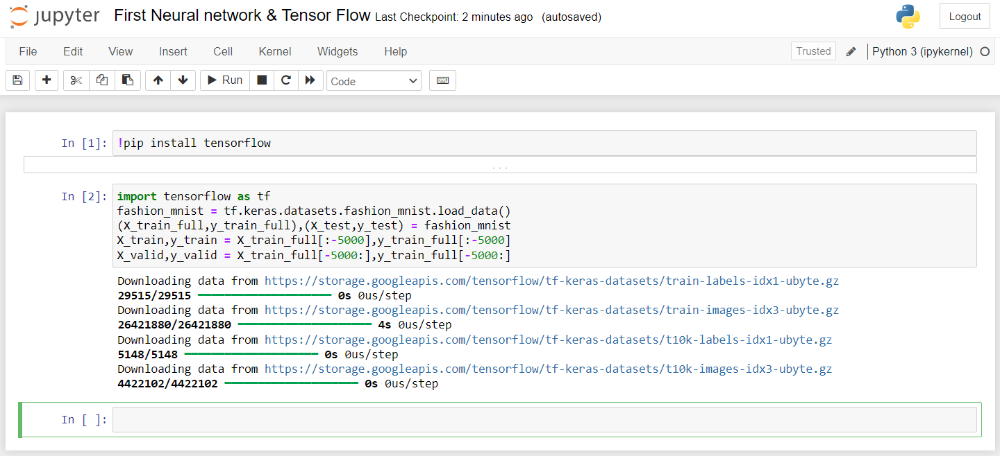 jupyter First Neural network & Tensor Flow Last Checkpoint: 2 minutes ago (autosaved) Logout
File Edit View Insert Cell Kernel Widgets Help Trusted Python 3 (ipykernel)
Run Code
In [1]: !pip install tensorflow
...
In [2]: import tensorflow as tf
fashion_mnist = tf.keras.datasets.fashion_mnist.load_data()
(X_train_full,y_train_full),(X_test,y_test) = fashion_mnist
X_train,y_train = X_train_full[:-5000],y_train_full[:-5000]
X_valid,y_valid = X_train_full[-5000:],y_train_full[-5000:]
Downloading data from https://storage.googleapis.com/tensorflow/tf-keras-datasets/train-labels-idx1-ubyte.gz
29515/29515 ━━━━━━━━━━━━━━━━━━━━ 0s 0us/step
Downloading data from https://storage.googleapis.com/tensorflow/tf-keras-datasets/train-images-idx3-ubyte.gz
26421880/26421880 ━━━━━━━━━━━━━━━━━━━━ 4s 0us/step
Downloading data from https://storage.googleapis.com/tensorflow/tf-keras-datasets/t10k-labels-idx1-ubyte.gz
5148/5148 ━━━━━━━━━━━━━━━━━━━━ 0s 0us/step
Downloading data from https://storage.googleapis.com/tensorflow/tf-keras-datasets/t10k-images-idx3-ubyte.gz
4422102/4422102 ━━━━━━━━━━━━━━━━━━━━ 0s 0us/step
In [ ]: